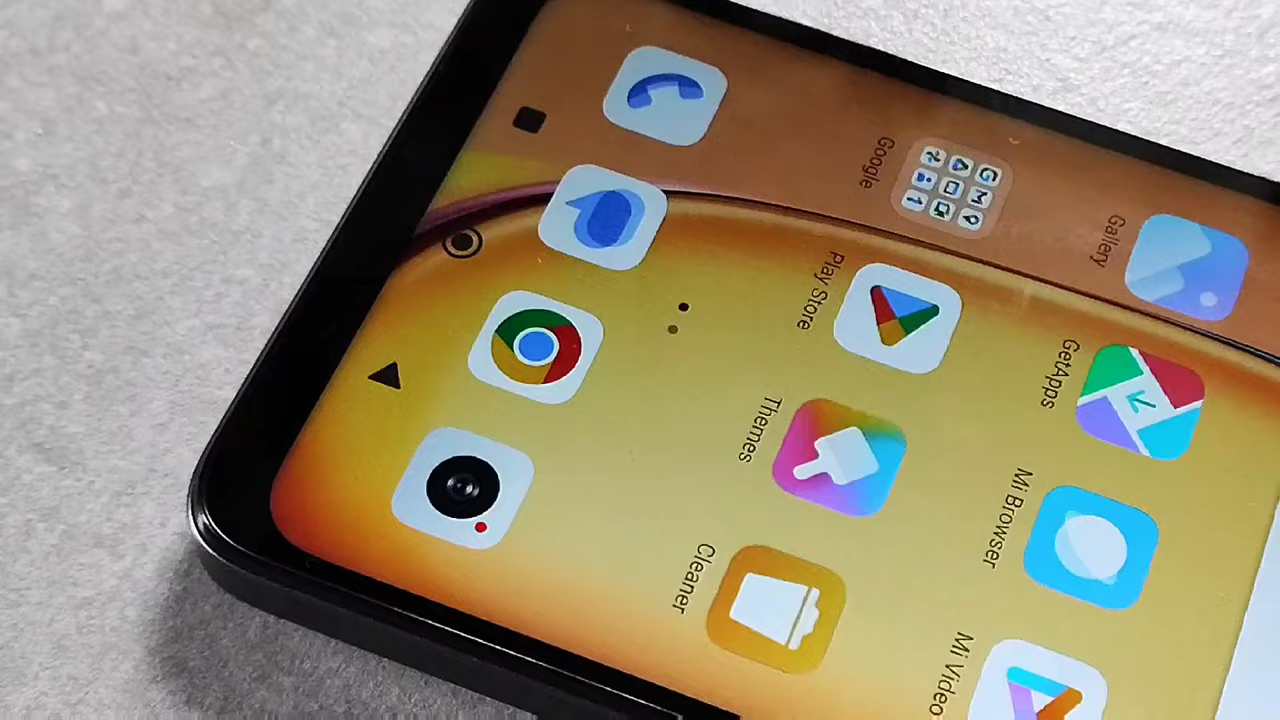 Gallery
GetApps
Mi Browser
Mi Video
Google
Play Store
Themes
Cleaner